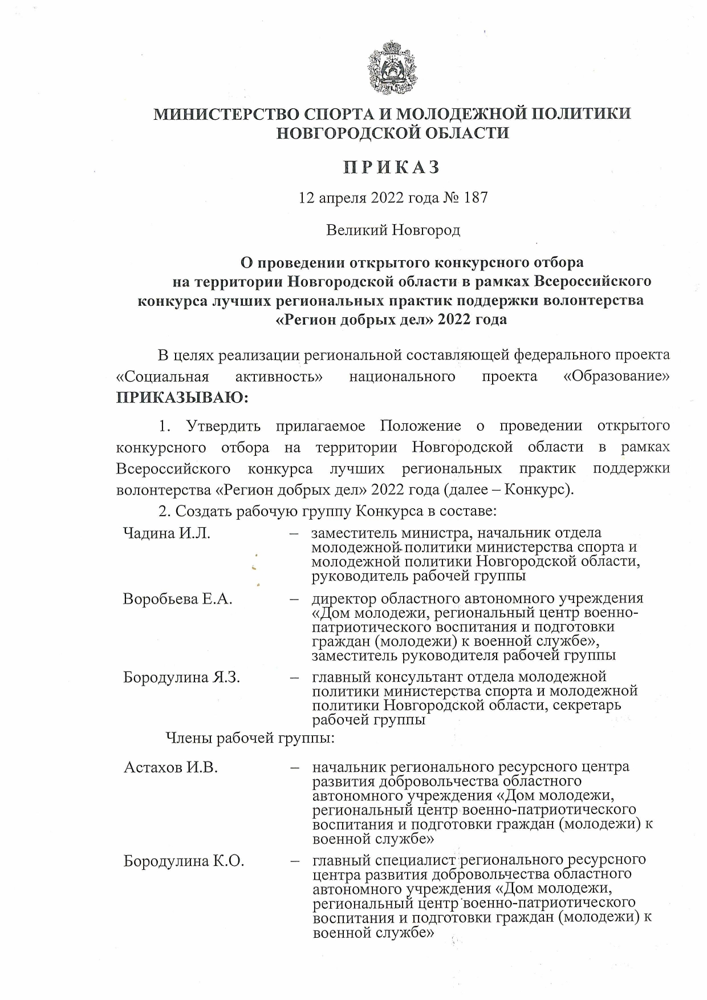 МИНИСТЕРСТВО СПОРТА И МОЛОДЕЖНОЙ ПОЛИТИКИ
НОВГОРОДСКОЙ ОБЛАСТИ
П Р И К А З
12 апреля 2022 года № 187
Великий Новгород
О проведении открытого конкурсного отбора
на территории Новгородской области в рамках Всероссийского
конкурса лучших региональных практик поддержки волонтерства
«Регион добрых дел» 2022 года
В целях реализации региональной составляющей федерального проекта
«Социальная активность» национального проекта «Образование»
ПРИКАЗЫВАЮ:
1. Утвердить прилагаемое Положение о проведении открытого
конкурсного отбора на территории Новгородской области в рамках
Всероссийского конкурса лучших региональных практик поддержки
волонтерства «Регион добрых дел» 2022 года (далее – Конкурс).
2. Создать рабочую группу Конкурса в составе:
Чадина И.Л. – заместитель министра, начальник отдела
молодежной политики министерства спорта и
молодежной политики Новгородской области,
руководитель рабочей группы
Воробьева Е.А. – директор областного автономного учреждения
«Дом молодежи, региональный центр военно-
патриотического воспитания и подготовки
граждан (молодежи) к военной службе»,
заместитель руководителя рабочей группы
Бородулина Я.З. – главный консультант отдела молодежной
политики министерства спорта и молодежной
политики Новгородской области, секретарь
рабочей группы
Члены рабочей группы:
Астахов И.В. – начальник регионального ресурсного центра
развития добровольчества областного
автономного учреждения «Дом молодежи,
региональный центр военно-патриотического
воспитания и подготовки граждан (молодежи) к
военной службе»
Бородулина К.О. – главный специалист регионального ресурсного
центра развития добровольчества областного
автономного учреждения «Дом молодежи,
региональный центр военно-патриотического
воспитания и подготовки граждан (молодежи) к
военной службе»